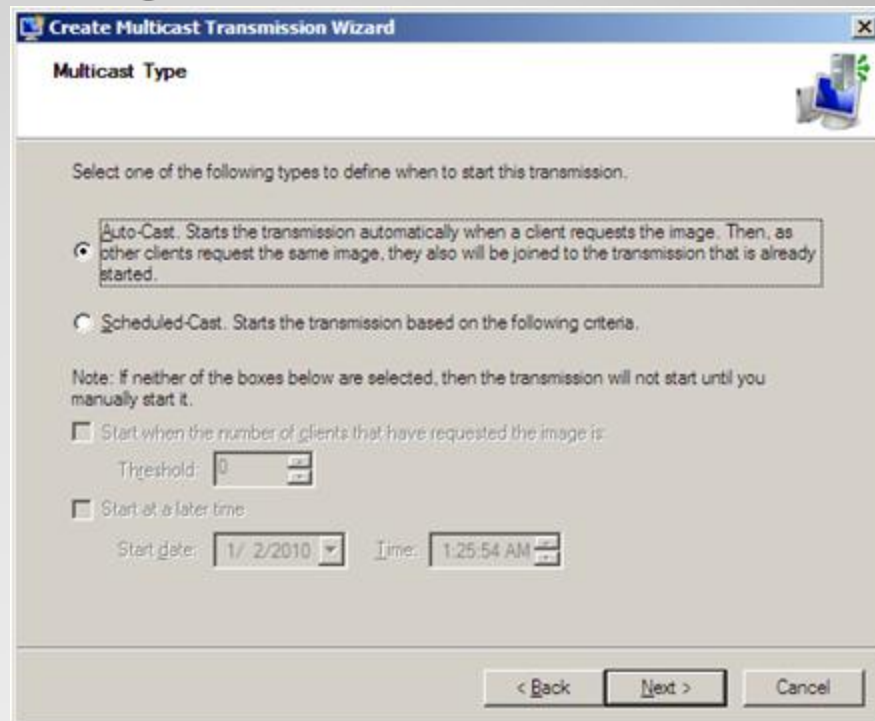 Create Multicast Transmission Wizard
Multicast Type
Select one of the following types to define when to start this transmission.
Auto-Cast. Starts the transmission automatically when a client requests the image. Then, as
other clients request the same image, they also will be joined to the transmission that is already
started.
Scheduled-Cast. Starts the transmission based on the following criteria.
Note: If neither of the boxes below are selected, then the transmission will not start until you
manually start it.
Start when the number of clients that have requested the image is:
Threshold: 0
Start at a later time
Start date: 1/ 2/2010 Time: 1:25:54 AM
< Back Next > Cancel